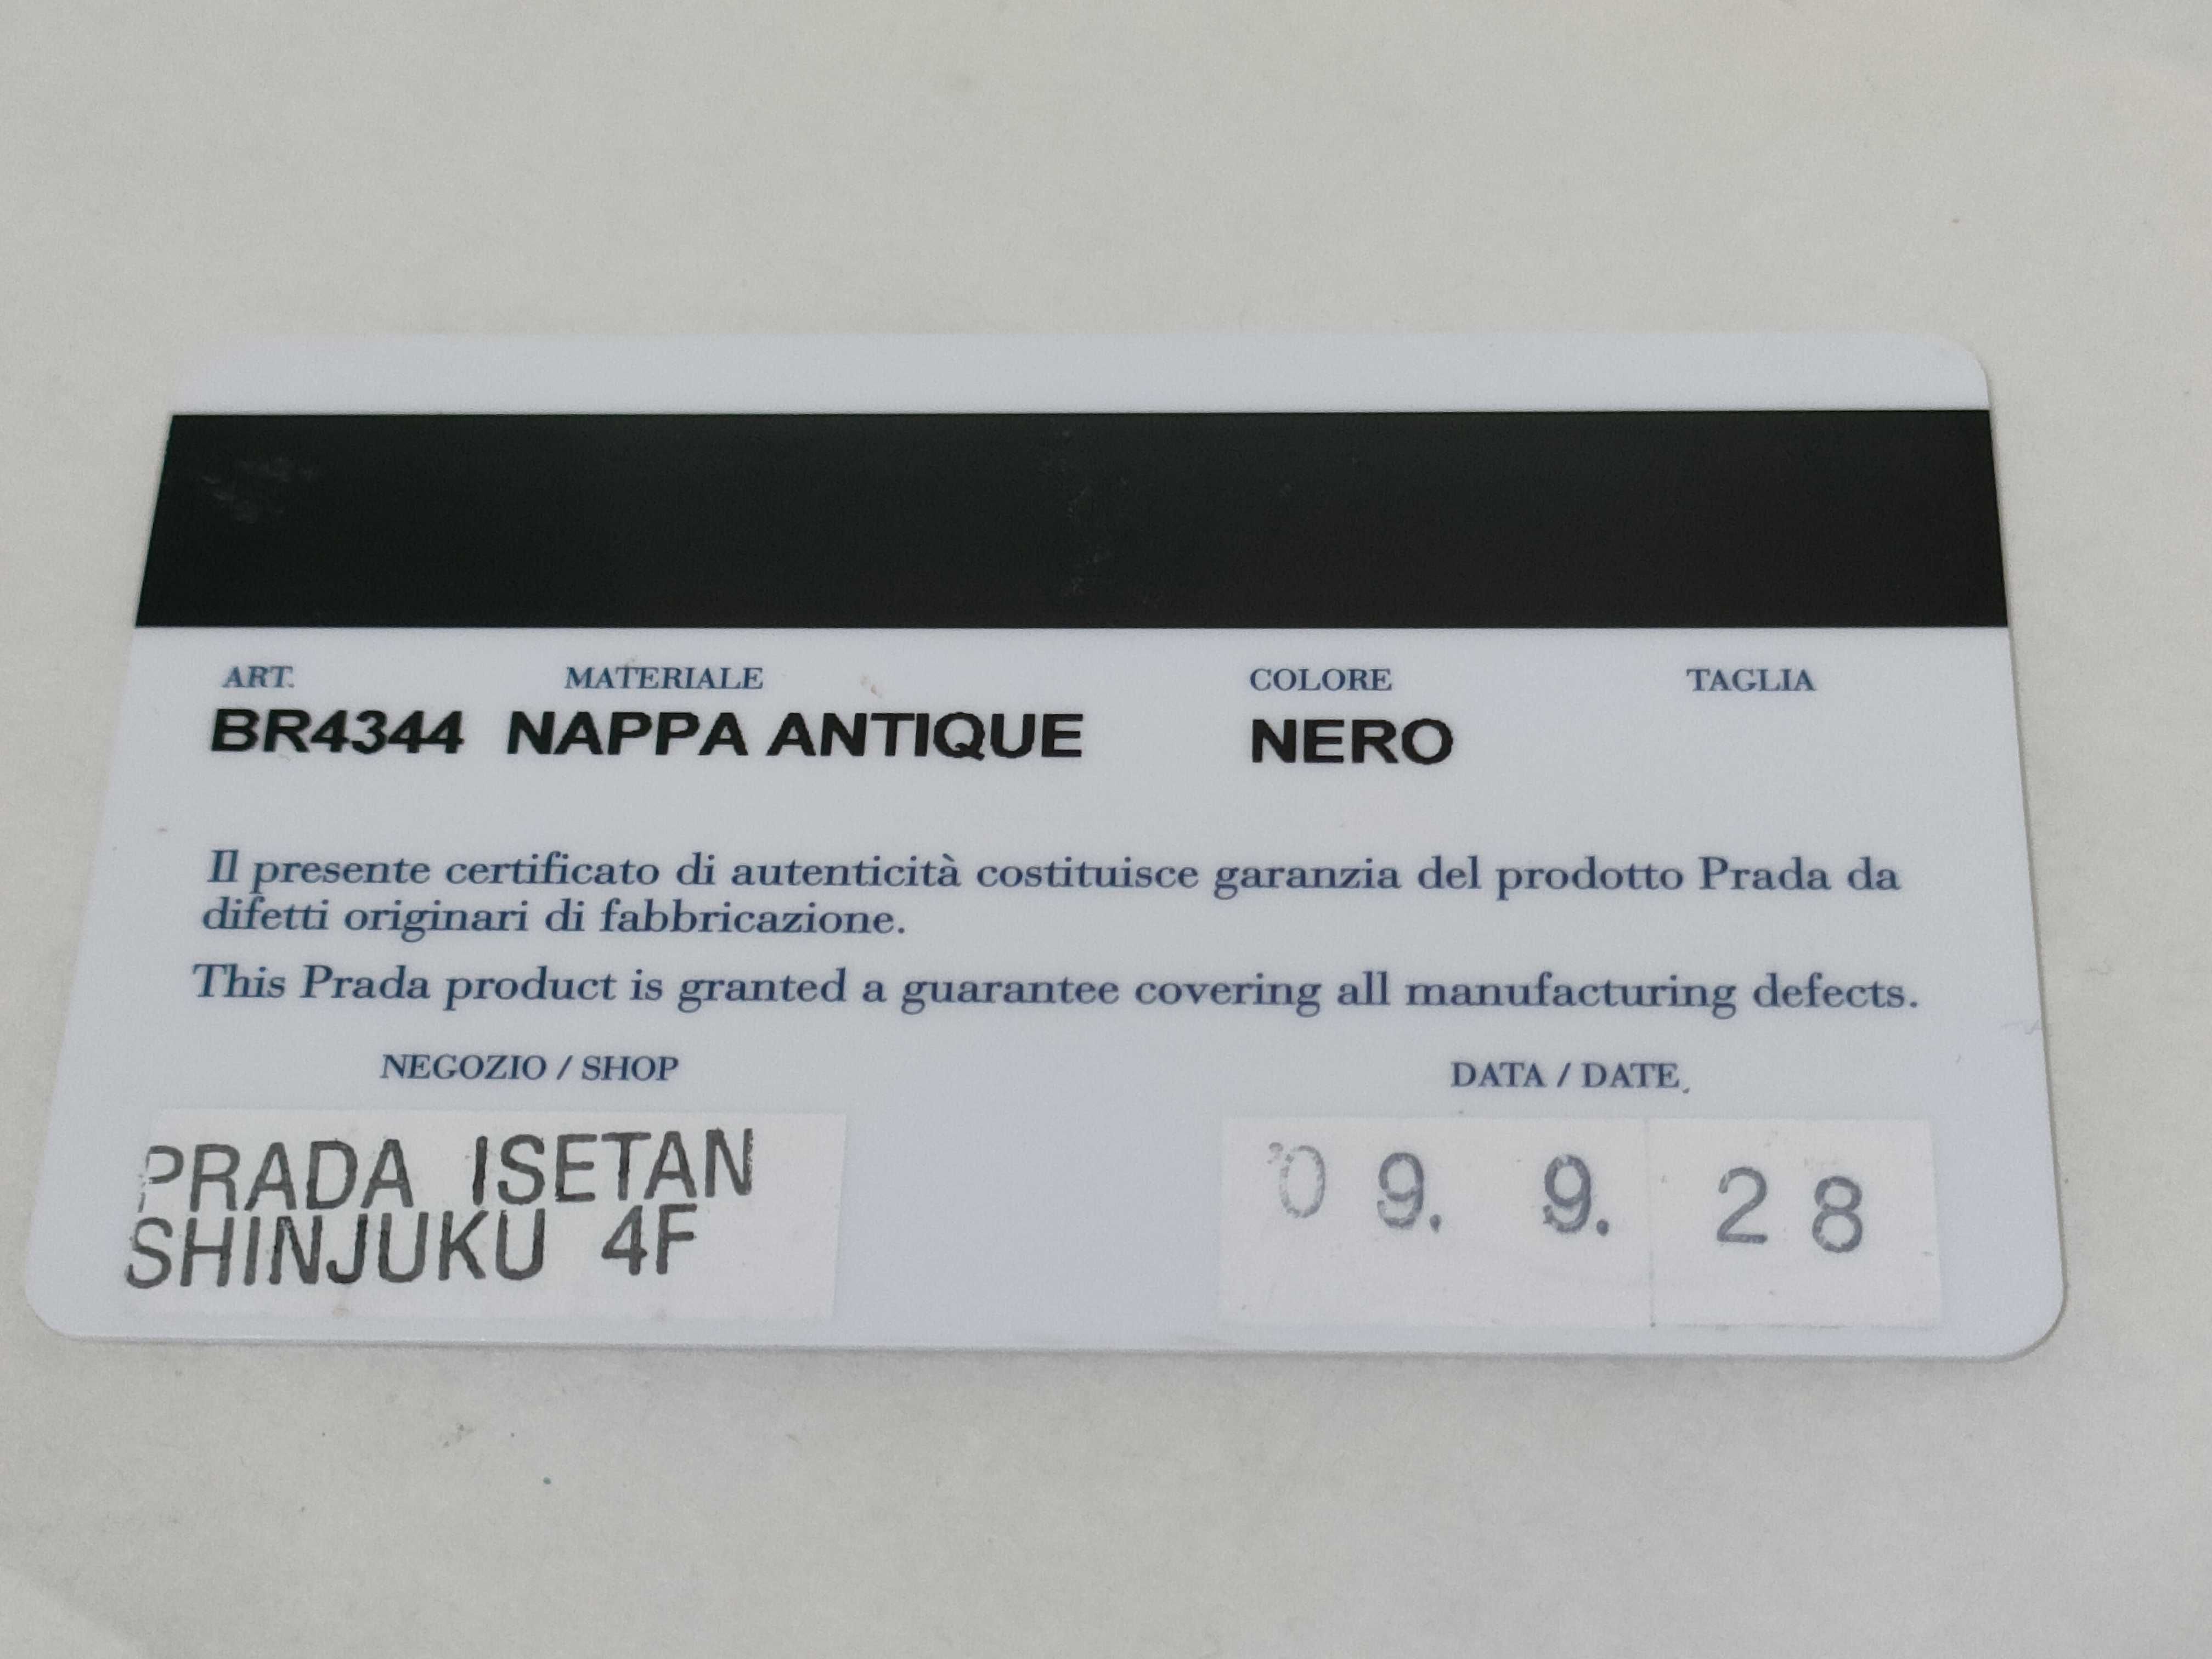 ART. MATERIALE COLORE TAGLIA
BR4344 NAPPA ANTIQUE NERO
Il presente certificato di autenticità costituisce garanzia del prodotto Prada da
difetti originari di fabbricazione.
This Prada product is granted a guarantee covering all manufacturing defects.
NEGOZIO / SHOP DATA / DATE
PRADA ISETAN '09. 9. 28
SHINJUKU 4F